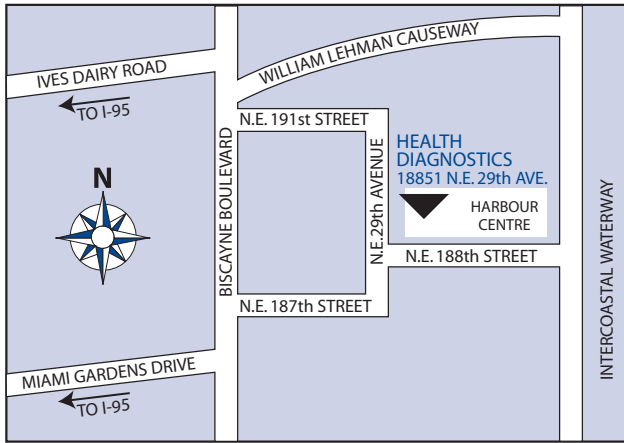 WILLIAM LEHMAN CAUSEWAY
IVES DAIRY ROAD
TO I-95
N.E. 191st STREET
HEALTH
DIAGNOSTICS
18851 N.E. 29th AVE.
HARBOUR
CENTRE
N
BISCAYNE BOULEVARD
N.E.29th AVENUE
N.E. 188th STREET
N.E. 187th STREET
INTERCOASTAL WATERWAY
MIAMI GARDENS DRIVE
TO I-95